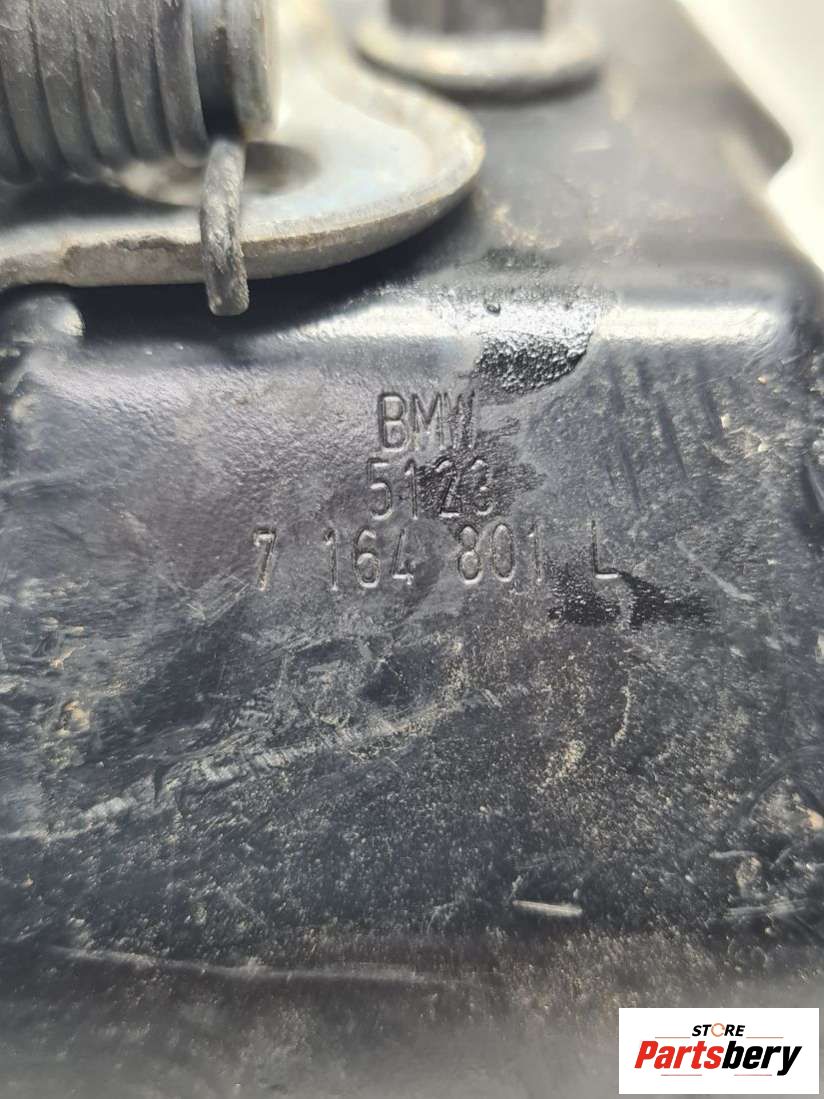 BMW
5123
7 164 801 L
STORE
Partsbery